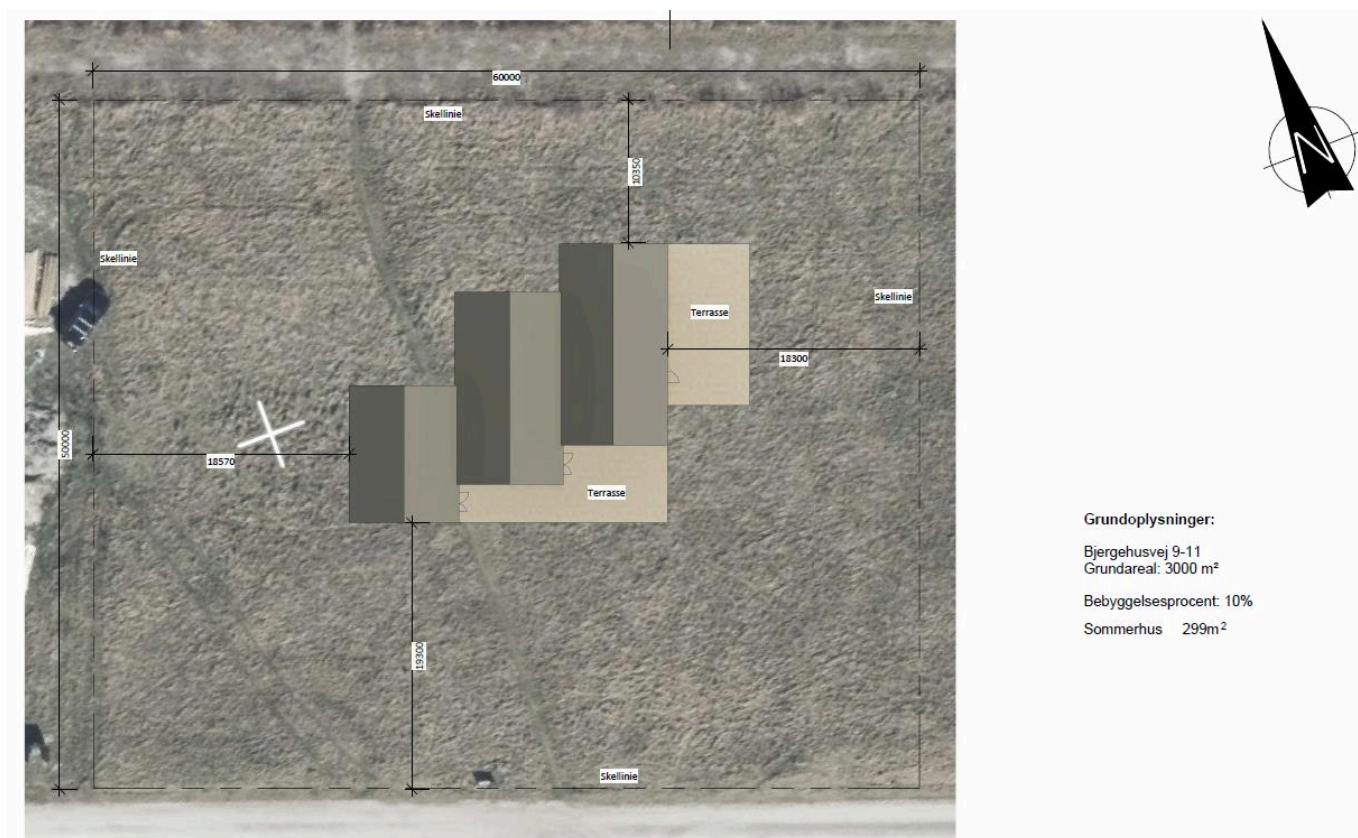 60000
Skellinie
10350
Skellinie
Skellinie
Terrasse
18300
50000
18570
Terrasse
19300
Skellinie
N
Grundoplysninger:
Bjergehusvej 9-11
Grundareal: 3000 m²
Bebyggelsesprocent: 10%
Sommerhus 299m²